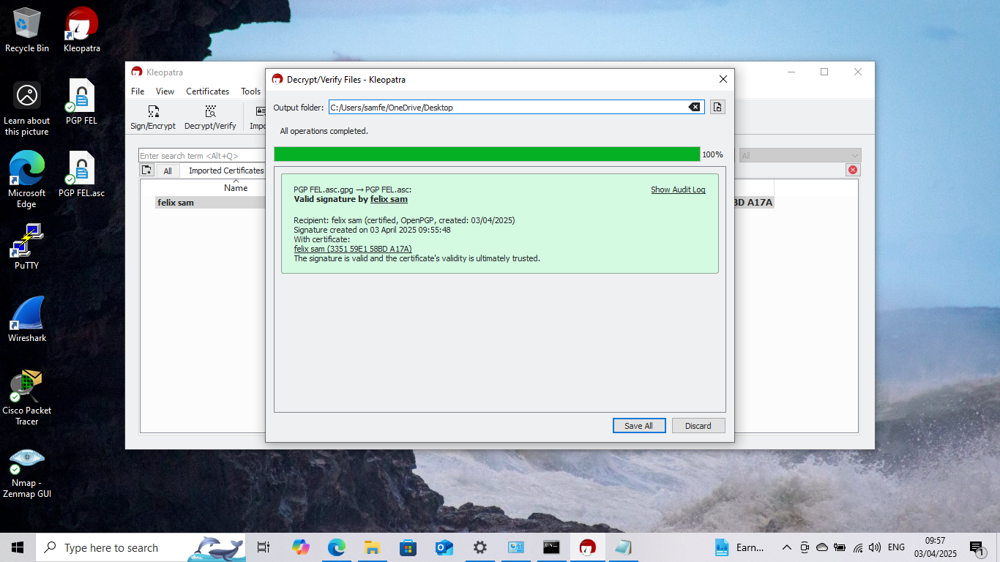 Recycle Bin
Kleopatra
Learn about
this picture
PGP FEL
Microsoft
Edge
PGP FEL.asc
PuTTY
Wireshark
Cisco Packet
Tracer
Nmap -
Zenmap GUI
Kleopatra
File View Certificates Tools
Sign/Encrypt Decrypt/Verify Impo
Enter search term <Alt+Q>
All
All Imported Certificates
Name
felix sam
BD A17A
Decrypt/Verify Files - Kleopatra
Output folder: C:/Users/samfe/OneDrive/Desktop
All operations completed.
100%
PGP FEL.asc.gpg → PGP FEL.asc:
Show Audit Log
Valid signature by felix sam
Recipient: felix sam (certified, OpenPGP, created: 03/04/2025)
Signature created on 03 April 2025 09:55:48
With certificate:
felix sam (3351 59E1 58BD A17A)
The signature is valid and the certificate's validity is ultimately trusted.
Save All Discard
Type here to search
Earn...
ENG
09:57
03/04/2025
1